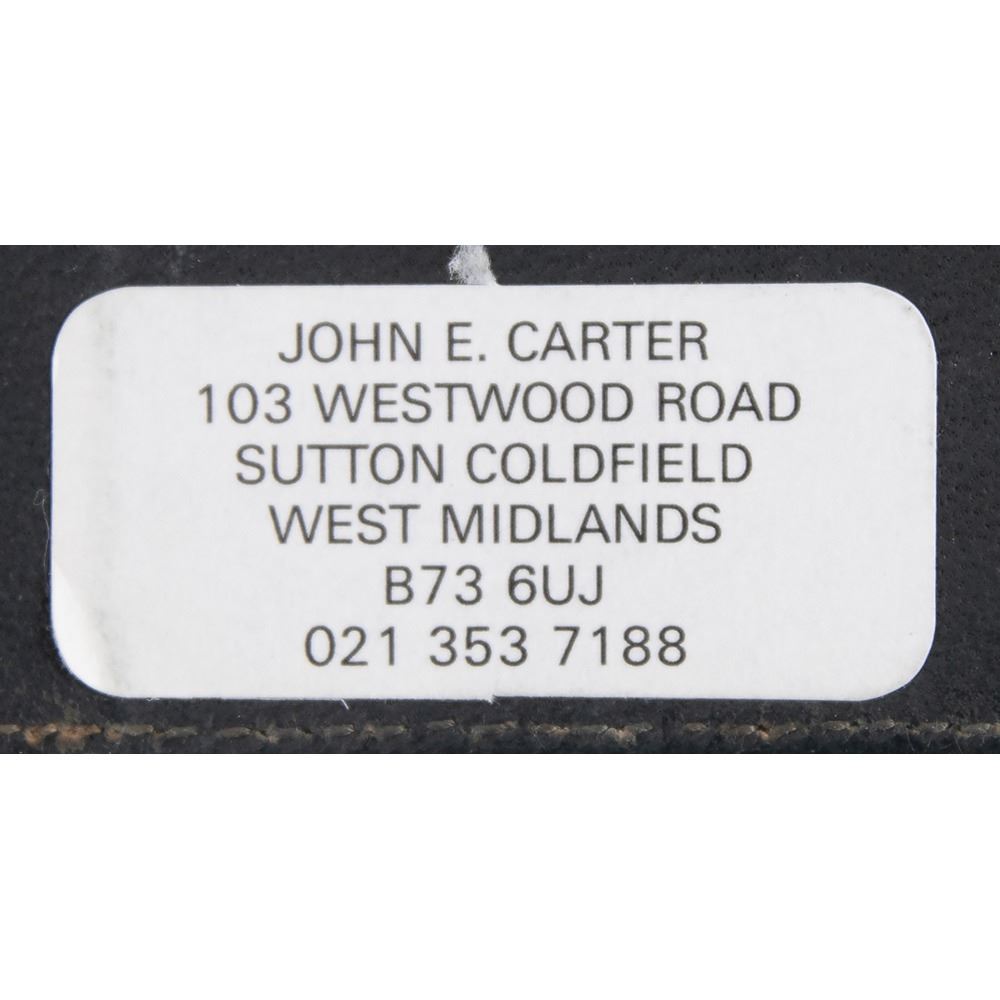 JOHN E. CARTER
103 WESTWOOD ROAD
SUTTON COLDFIELD
WEST MIDLANDS
B73 6UJ
021 353 7188